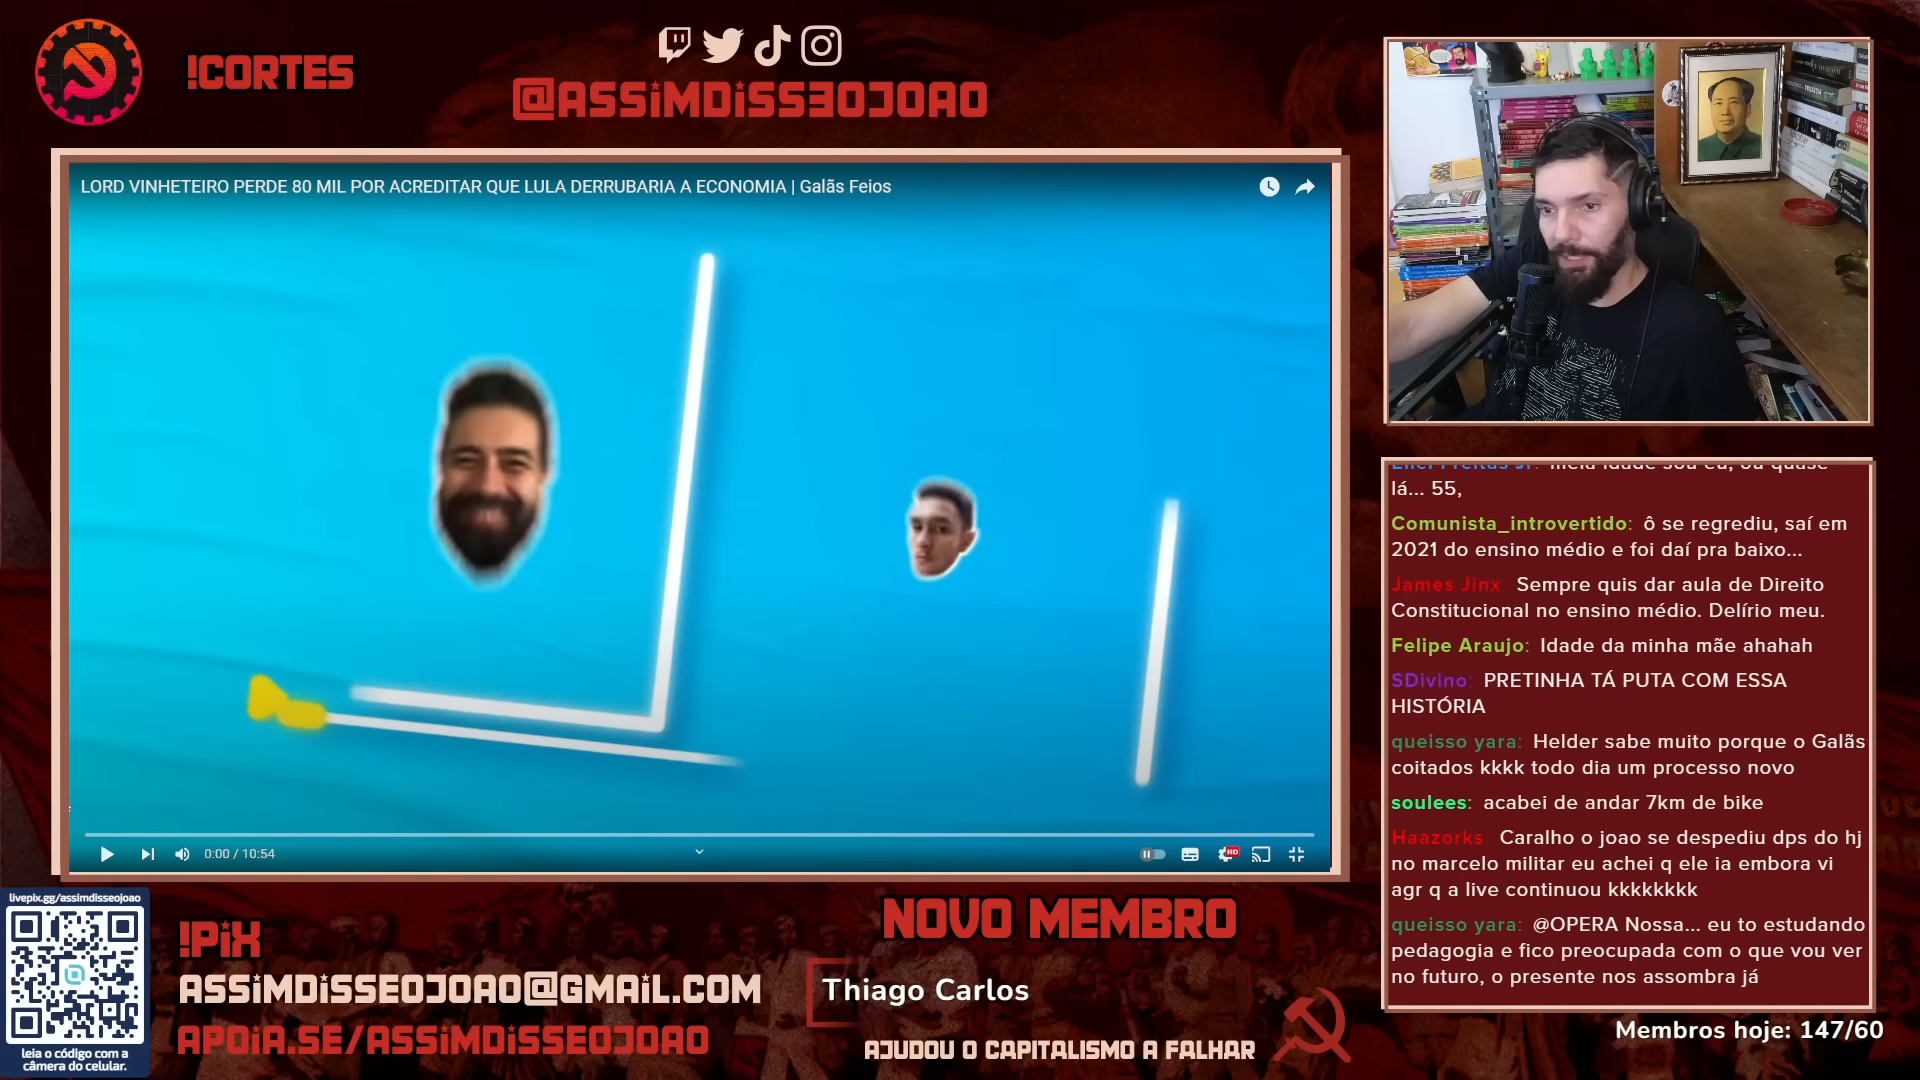 !CORTES
@ASSIMDISSEOJOAO
LORD VINHETEIRO PERDE 80 MIL POR ACREDITAR QUE LULA DERRUBARIA A ECONOMIA | Galãs Feios
0:00 / 10:54
HD
meia idade sou eu, ou quase
lá... 55,
Comunista_introvertido: ô se regrediu, saí em
2021 do ensino médio e foi daí pra baixo...
James Jinx: Sempre quis dar aula de Direito
Constitucional no ensino médio. Delírio meu.
Felipe Araujo: Idade da minha mãe ahahah
SDivino: PRETINHA TÁ PUTA COM ESSA
HISTÓRIA
queisso yara: Helder sabe muito porque o Galãs
coitados kkkk todo dia um processo novo
soulees: acabei de andar 7km de bike
Haazorks: Caralho o joao se despediu dps do hj
no marcelo militar eu achei q ele ia embora vi
agr q a live continuou kkkkkkkk
queisso yara: @OPERA Nossa... eu to estudando
pedagogia e fico preocupada com o que vou ver
no futuro, o presente nos assombra já
Membros hoje: 147/60
livepix.gg/assimdisseojoao
leia o código com a
câmera do celular.
!PIX
ASSIMDISSEOJOAO@GMAIL.COM
APOIA.SE/ASSIMDISSEOJOAO
NOVO MEMBRO
Thiago Carlos
AJUDOU O CAPITALISMO A FALHAR